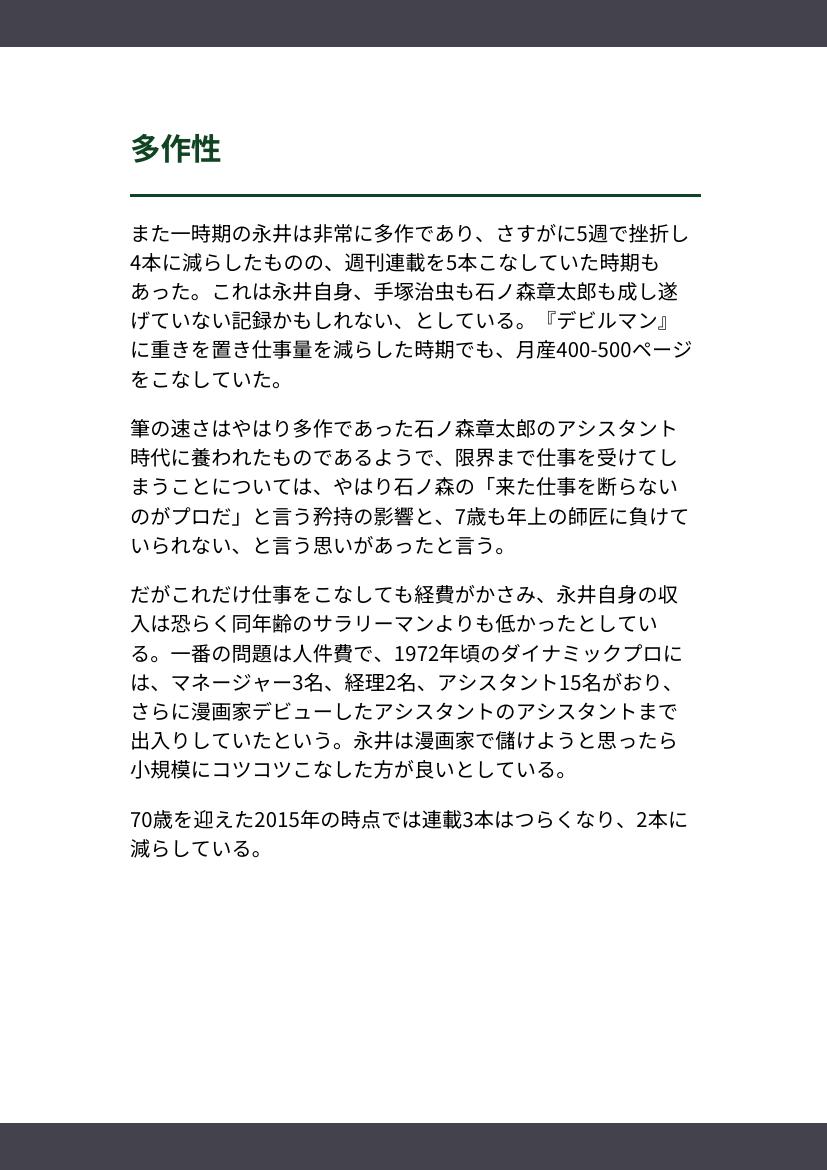 多作性
また一時期の永井は非常に多作であり、さすがに5週で挫折し
4本に減らしたものの、週刊連載を5本こなしていた時期も
あった。これは永井自身、手塚治虫も石ノ森章太郎も成し遂
げていない記録かもしれない、としている。『デビルマン』
に重きを置き仕事量を減らした時期でも、月産400-500ページ
をこなしていた。
筆の速さはやはり多作であった石ノ森章太郎のアシスタント
時代に養われたものであるようで、限界まで仕事を受けてし
まうことについては、やはり石ノ森の「来た仕事を断らない
のがプロだ」と言う矜持の影響と、7歳も年上の師匠に負けて
いられない、と言う思いがあったと言う。
だがこれだけ仕事をこなしても経費がかさみ、永井自身の収
入は恐らく同年齢のサラリーマンよりも低かったとしてい
る。一番の問題は人件費で、1972年頃のダイナミックプロに
は、マネージャー3名、経理2名、アシスタント15名がおり、
さらに漫画家デビューしたアシスタントのアシスタントまで
出入りしていたという。永井は漫画家で儲けようと思ったら
小規模にコツコツこなした方が良いとしている。
70歳を迎えた2015年の時点では連載3本はつらくなり、2本に
減らしている。